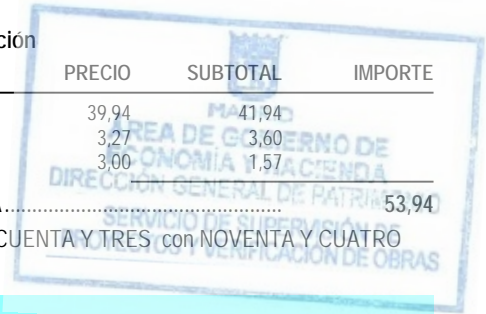 ción
PRECIO SUBTOTAL IMPORTE
39,94 41,94
3,27 3,60
3,00 1,57
MADRID
ÁREA DE GOBIERNO DE
ECONOMÍA Y HACIENDA
DIRECCIÓN GENERAL DE PATRIMONIO
A.............................................................. 53,94
SERVICIO DE SUPERVISIÓN DE
CUENTA Y TRES con NOVENTA Y CUATRO
PROYECTOS Y VERIFICACIÓN DE OBRAS